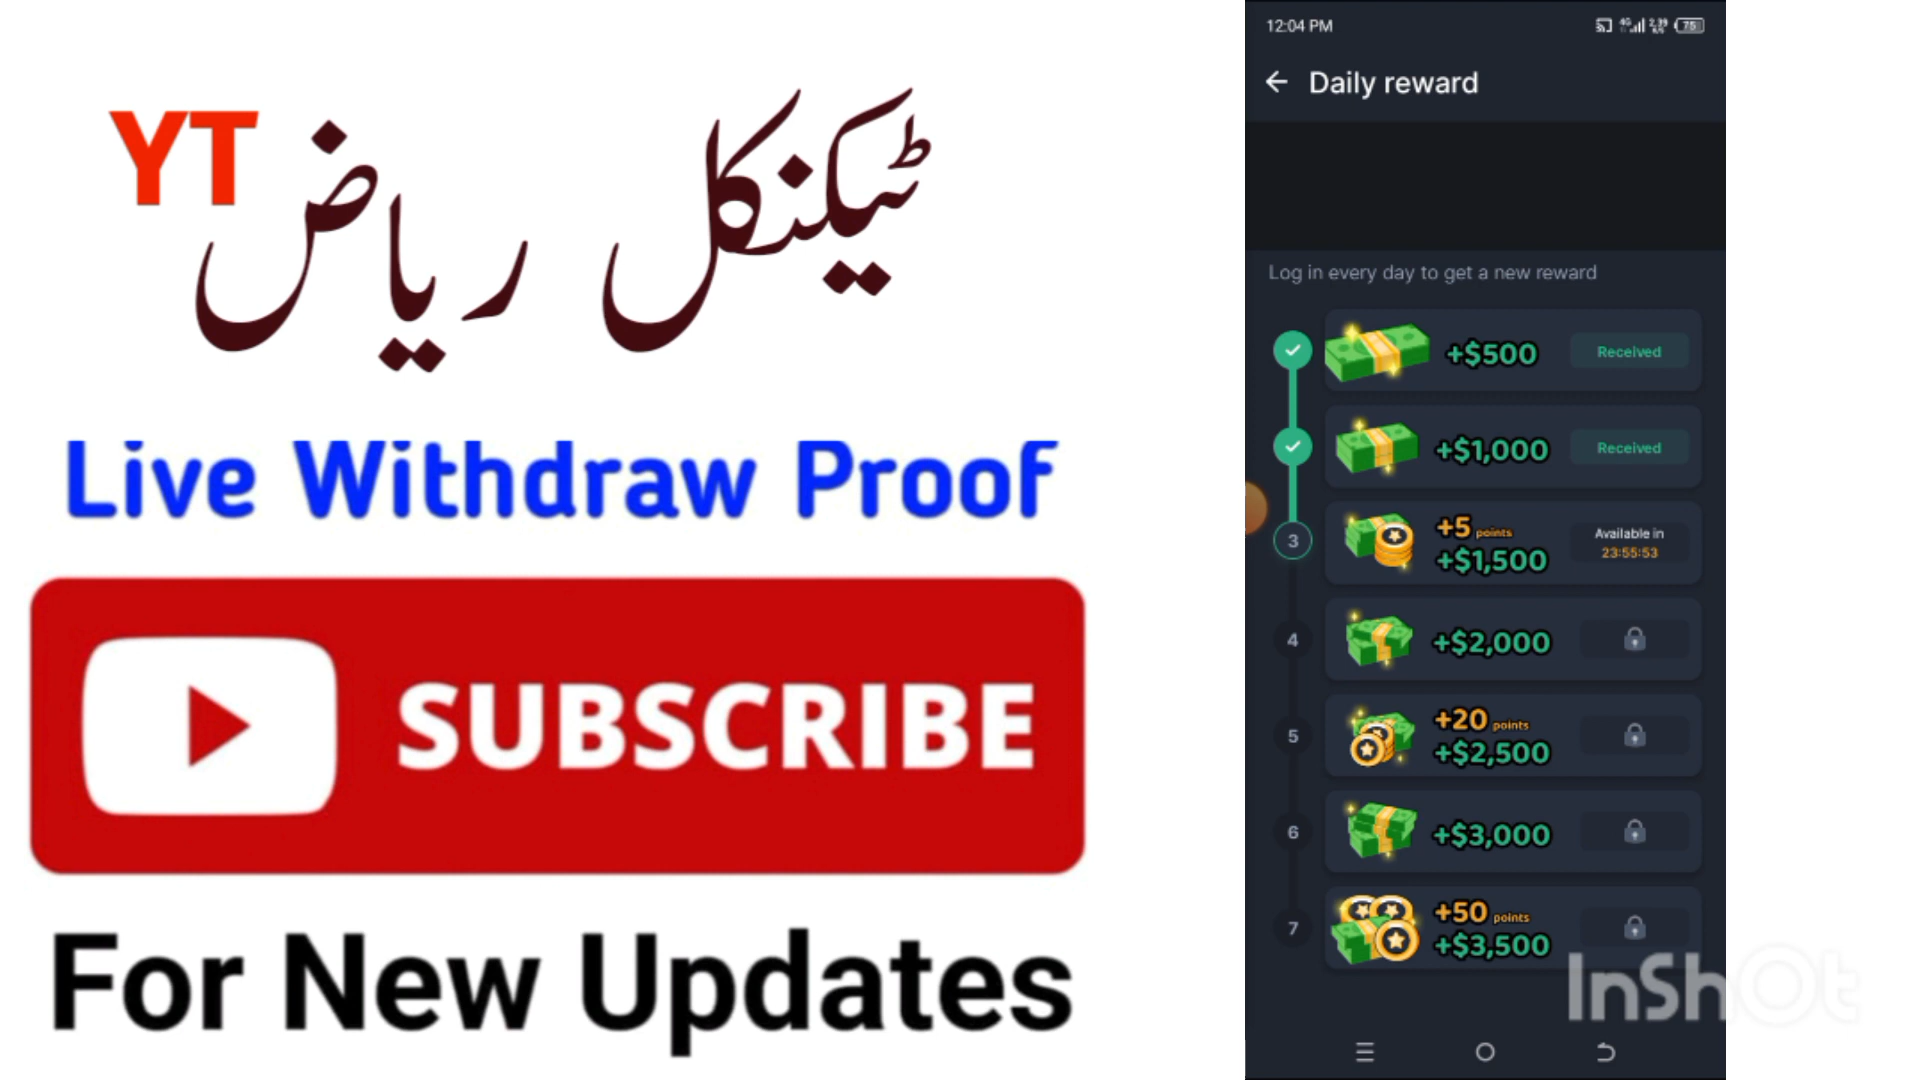 ٹیکنکل ریاض YT
Live Withdraw Proof
SUBSCRIBE
For New Updates
12:04 PM
4G 75
Daily reward
Log in every day to get a new reward
+$500 Received
+$1,000 Received
3 +5 points
+$1,500
Available in
23:55:53
4 +$2,000
5 +20 points
+$2,500
6 +$3,000
7 +50 points
+$3,500
InShOt